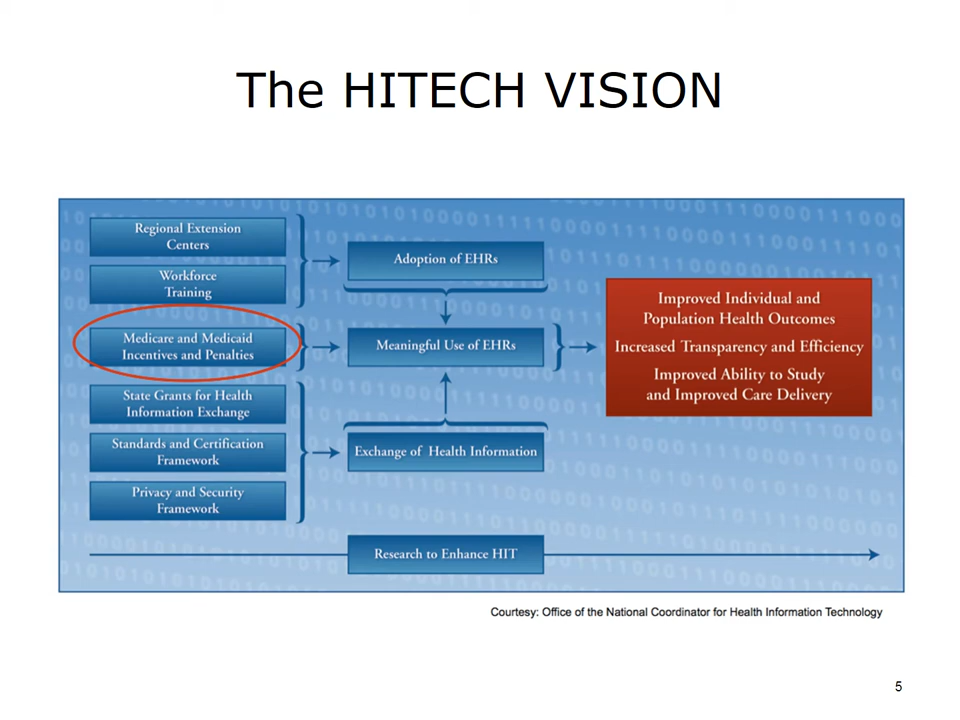 The HITECH VISION
Regional Extension
Centers
Workforce
Training
Medicare and Medicaid
Incentives and Penalties
State Grants for Health
Information Exchange
Standards and Certification
Framework
Privacy and Security
Framework
Adoption of EHRs
Meaningful Use of EHRs
Exchange of Health Information
Improved Individual and
Population Health Outcomes
Increased Transparency and Efficiency
Improved Ability to Study
and Improved Care Delivery
Research to Enhance HIT
Courtesy: Office of the National Coordinator for Health Information Technology
5